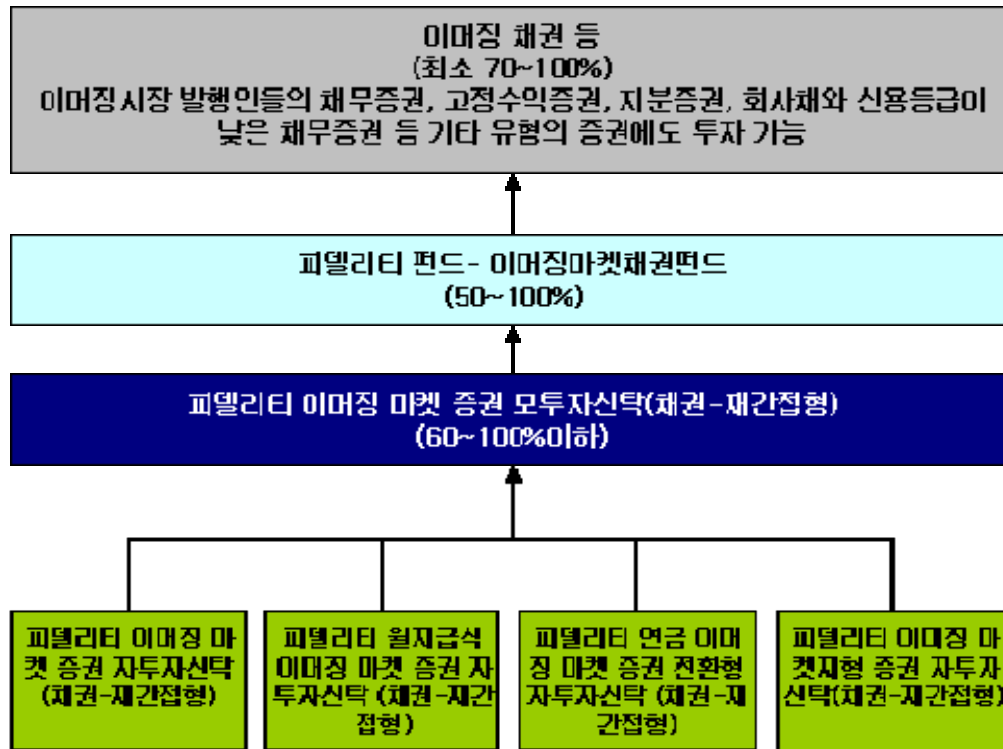 이머징 채권 등
(최소 70~100%)
이머징시장 발행인들의 채무증권, 고정수익증권, 지분증권, 회사채와 신용등급이
낮은 채무증권 등 기타 유형의 증권에도 투자 가능
피델리티 펀드- 이머징마켓채권펀드
(50~100%)
피델리티 이머징 마켓 증권 모투자신탁(채권-재간접형)
(60~100%이하)
피델리티 이머징 마
켓 증권 자투자신탁
(채권-재간접형)
피델리티 월지급식
이머징 마켓 증권 자
투자신탁 (채권-재간
접형)
피델리티 연금 이머
징 마켓 증권 전환형
자투자신탁 (채권-재
간접형)
피델리티 이머징 마
켓재형 증권 자투자
신탁(채권-재간접형)